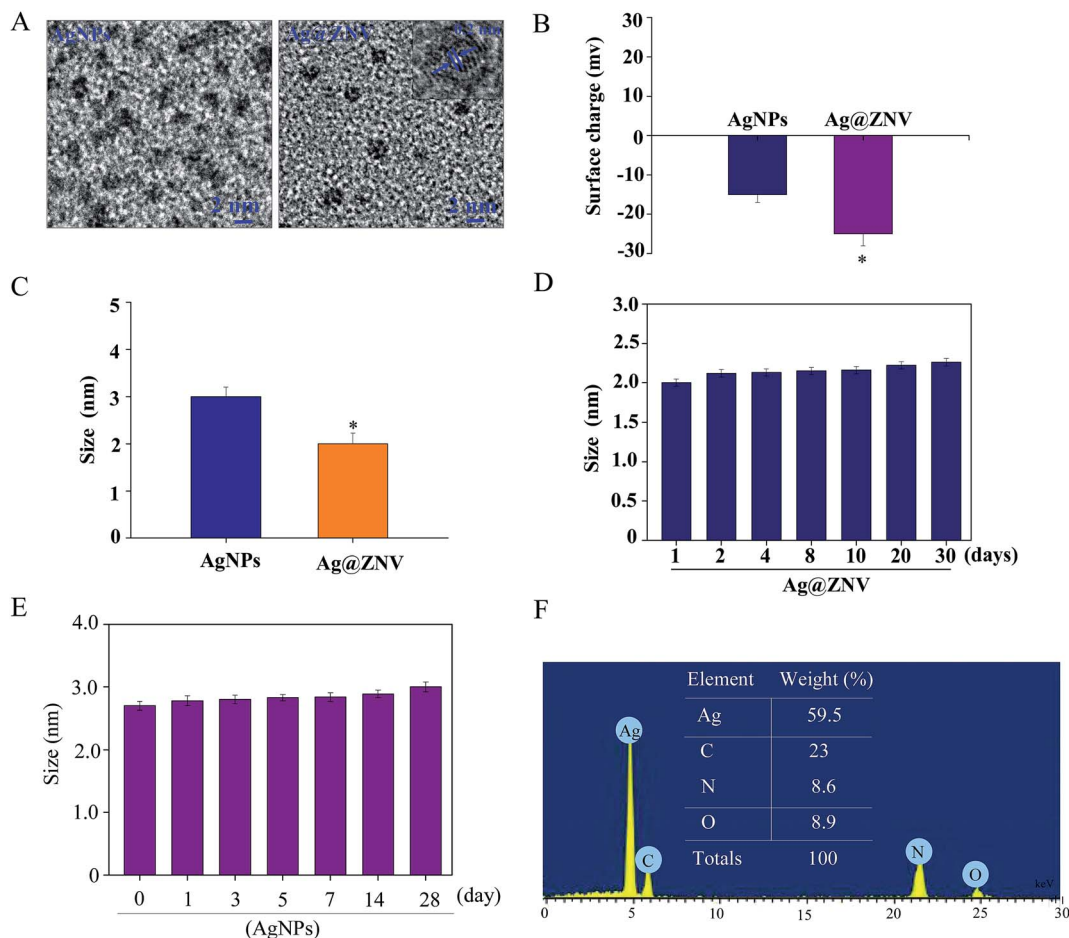 A
AgNPs
2 nm
Ag@ZNV
0.2 nm
2 nm
B
Surface charge (mv)
30
20
10
0
-10
-20
-30
AgNPs
Ag@ZNV
*
C
Size (nm)
5
4
3
2
1
0
*
AgNPs
Ag@ZNV
D
Size (nm)
3.0
2.5
2.0
1.5
1.0
0.5
0
1 2 4 8 10 20 30 (days)
Ag@ZNV
E
Size (nm)
4.0
3.0
2.0
1.0
0
0 1 3 5 7 14 28 (day)
(AgNPs)
F
Element Weight (%)
Ag 59.5
C 23
N 8.6
O 8.9
Totals 100
Ag
C
N
O
keV
0 5 10 15 20 25 30